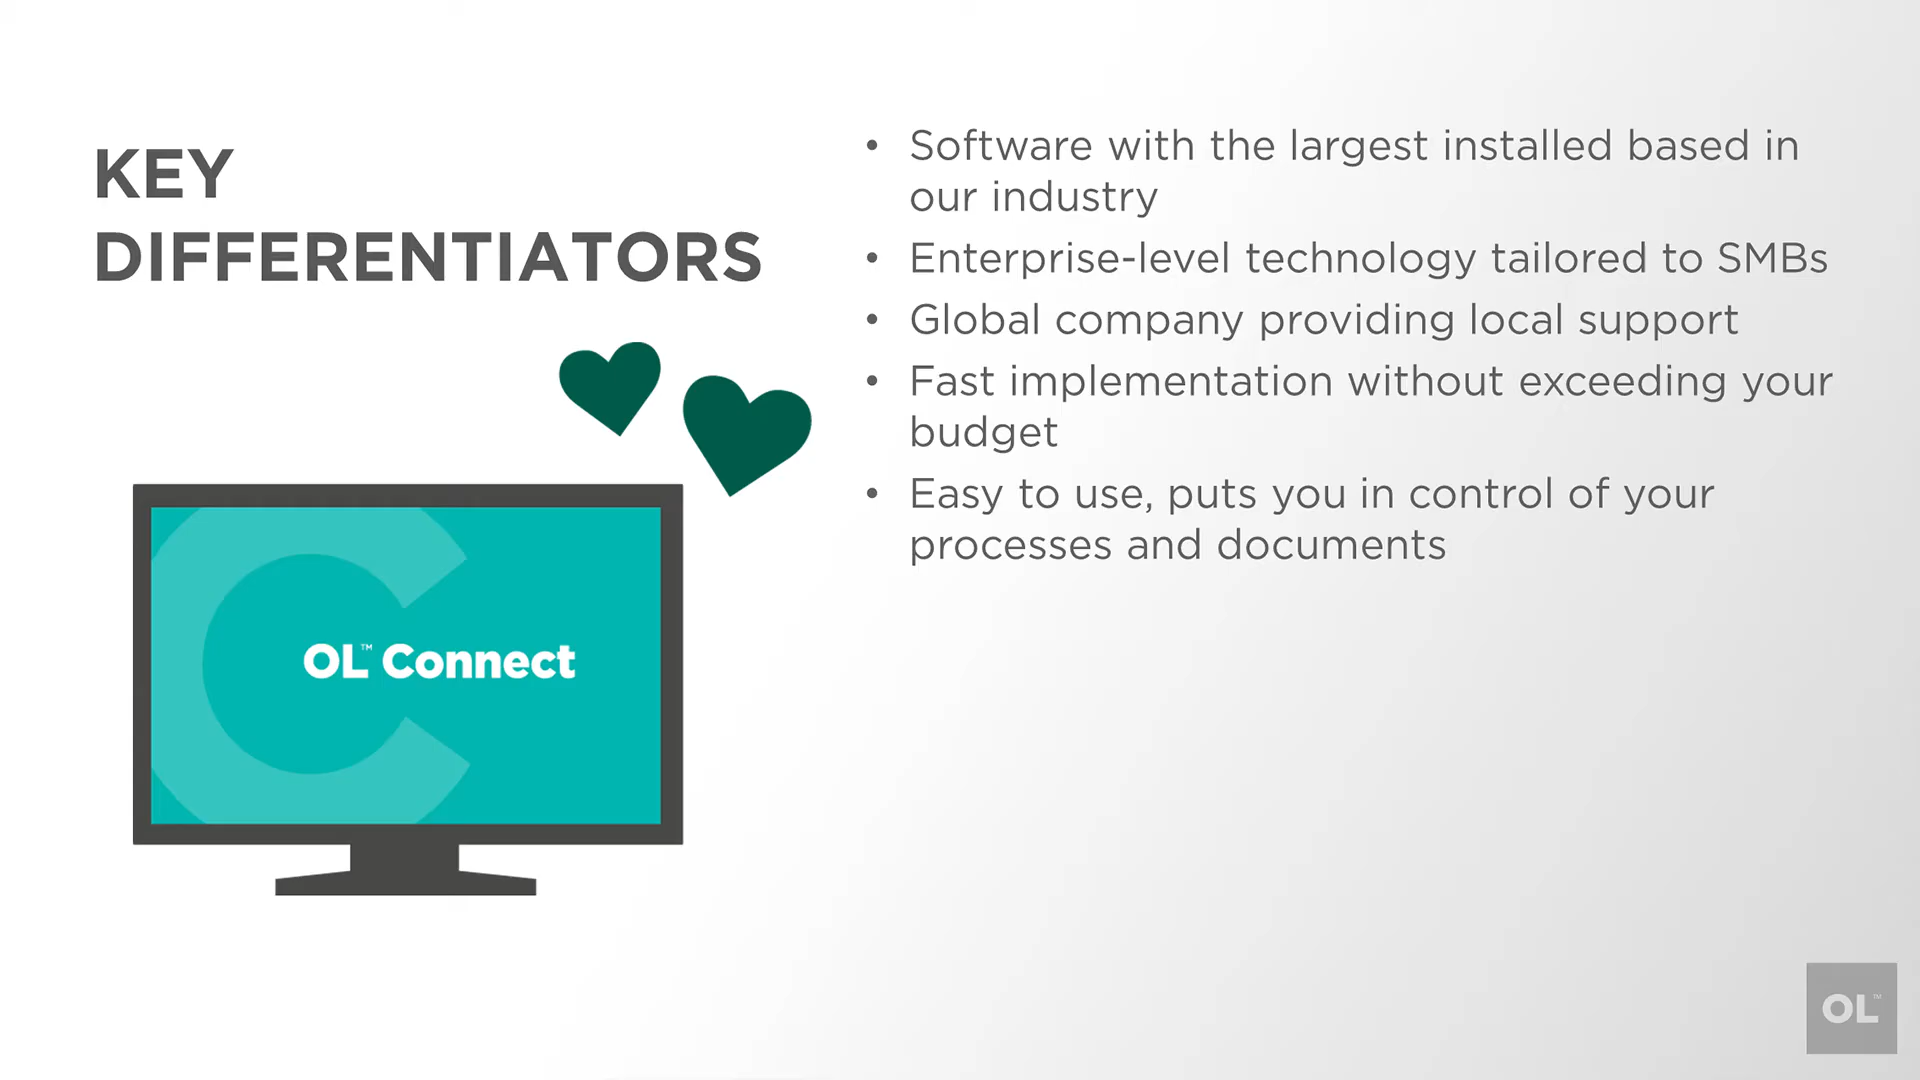 KEY
DIFFERENTIATORS
• Software with the largest installed based in
our industry
• Enterprise-level technology tailored to SMBs
• Global company providing local support
• Fast implementation without exceeding your
budget
• Easy to use, puts you in control of your
processes and documents
OL™ Connect
OL™